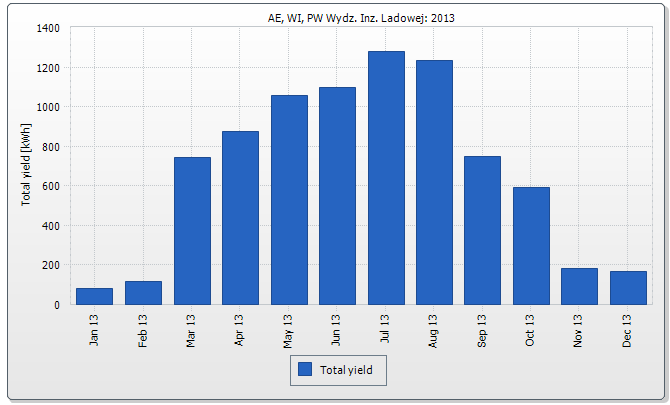 AE, WI, PW Wydz. Inz. Ladowej: 2013
Total yield [kWh]
1400
1200
1000
800
600
400
200
0
Jan 13
Feb 13
Mar 13
Apr 13
May 13
Jun 13
Jul 13
Aug 13
Sep 13
Oct 13
Nov 13
Dec 13
Total yield